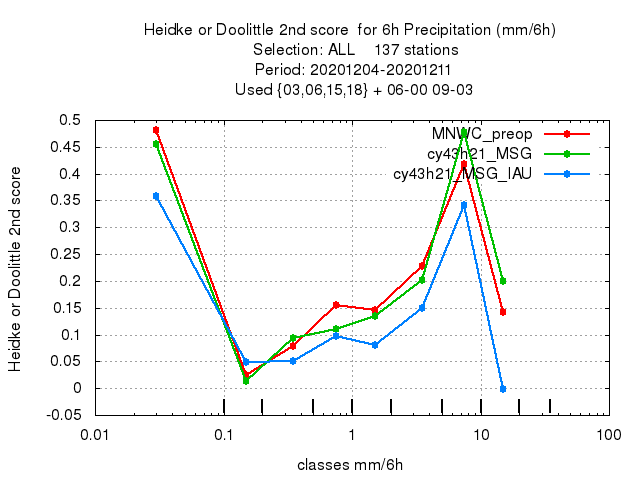 Heidke or Doolittle 2nd score  for 6h Precipitation (mm/6h)
Selection: ALL    137 stations
Period: 20201204-20201211
Used {03,06,15,18} + 06-00 09-03
MNWC_preop
cy43h21_MSG
cy43h21_MSG_IAU
0.5
0.45
0.4
0.35
0.3
0.25
0.2
0.15
0.1
0.05
0
-0.05
Heidke or Doolittle 2nd score
0.01
0.1
1
10
100
classes mm/6h